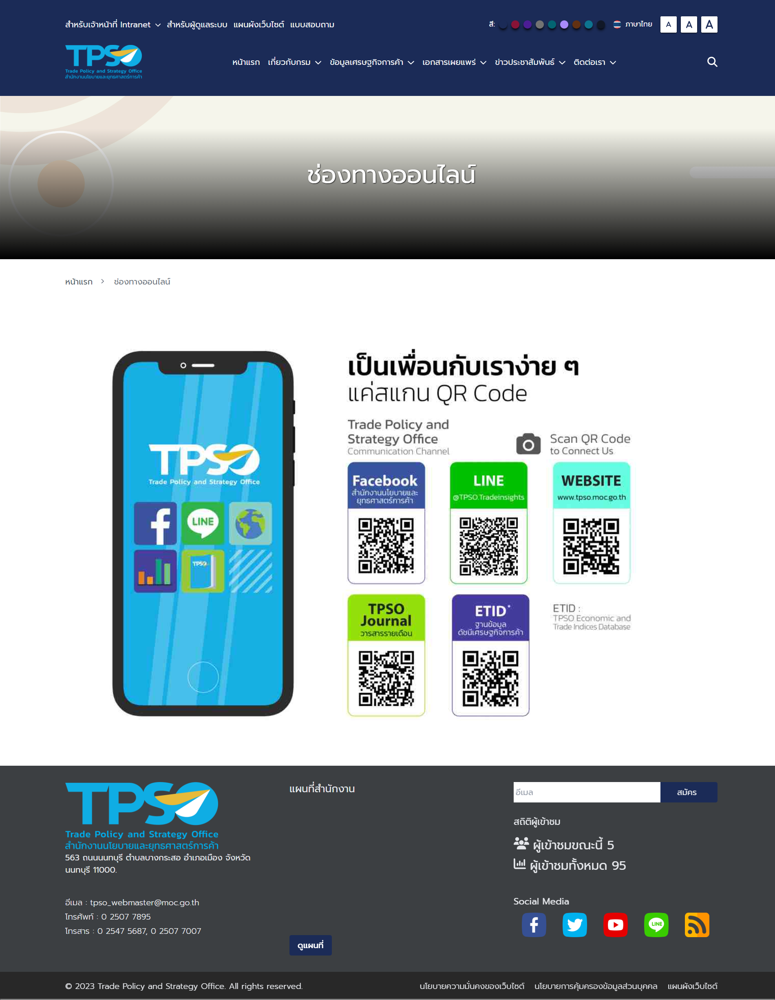 สำหรับเจ้าหน้าที่ Intranet สำหรับผู้ดูแลระบบ แผนผังเว็บไซต์ แบบสอบถาม
สี: ภาษาไทย A A A
TPSO
Trade Policy and Strategy Office
สำนักงานนโยบายและยุทธศาสตร์การค้า
หน้าแรก เกี่ยวกับกรม ข้อมูลเศรษฐกิจการค้า เอกสารเผยแพร่ ข่าวประชาสัมพันธ์ ติดต่อเรา
ช่องทางออนไลน์
หน้าแรก > ช่องทางออนไลน์
TPSO
Trade Policy and Strategy Office
LINE
TPSO
เป็นเพื่อนกับเราง่าย ๆ
แค่สแกน QR Code
Trade Policy and
Strategy Office
Communication Channel
Scan QR Code
to Connect Us
Facebook
สำนักงานนโยบายและ
ยุทธศาสตร์การค้า
LINE
@TPSO.Tradeinsights
WEBSITE
www.tpso.moc.go.th
TPSO
Journal
วารสารรายเดือน
ETID*
ฐานข้อมูล
ดัชนีเศรษฐกิจการค้า
ETID :
TPSO Economic and
Trade Indices Database
TPSO
Trade Policy and Strategy Office
สำนักงานนโยบายและยุทธศาสตร์การค้า
563 ถนนนนทบุรี ตำบลบางกระสอ อำเภอเมือง จังหวัด
นนทบุรี 11000.
อีเมล : tpso_webmaster@moc.go.th
โทรศัพท์ : 0 2507 7895
โทรสาร : 0 2547 5687, 0 2507 7007
แผนที่สำนักงาน
ดูแผนที่
อีเมล สมัคร
สถิติผู้เข้าชม
ผู้เข้าชมขณะนี้ 5
ผู้เข้าชมทั้งหมด 95
Social Media
LINE
© 2023 Trade Policy and Strategy Office. All rights reserved.
นโยบายความมั่นคงของเว็บไซต์ นโยบายการคุ้มครองข้อมูลส่วนบุคคล แผนผังเว็บไซต์